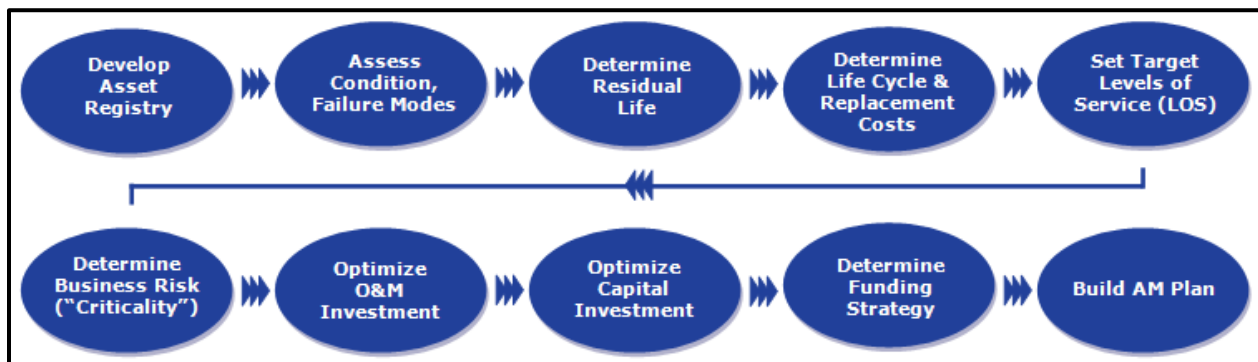 Develop
Asset
Registry
Assess
Condition,
Failure Modes
Determine
Residual
Life
Determine
Life Cycle &
Replacement
Costs
Set Target
Levels of
Service (LOS)
Determine
Business Risk
(“Criticality”)
Optimize
O&M
Investment
Optimize
Capital
Investment
Determine
Funding
Strategy
Build AM Plan